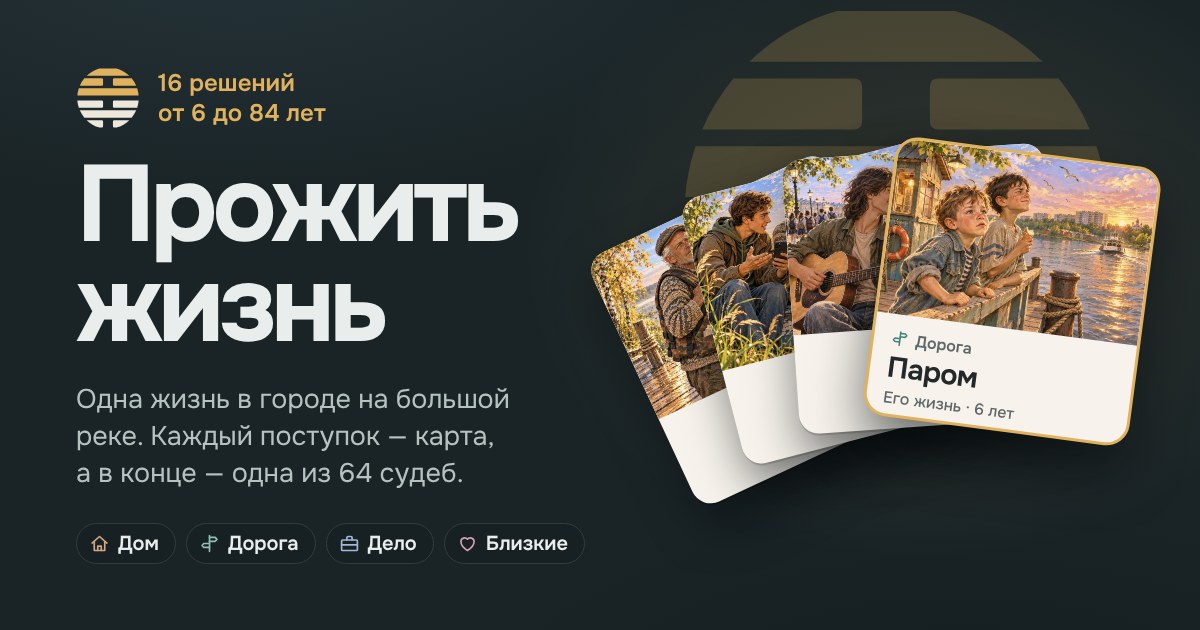 16 решений
от 6 до 84 лет
Прожить
жизнь
Одна жизнь в городе на большой
реке. Каждый поступок — карта,
а в конце — одна из 64 судеб.
Дом
Дорога
Дело
Близкие
Дорога
Паром
Его жизнь · 6 лет